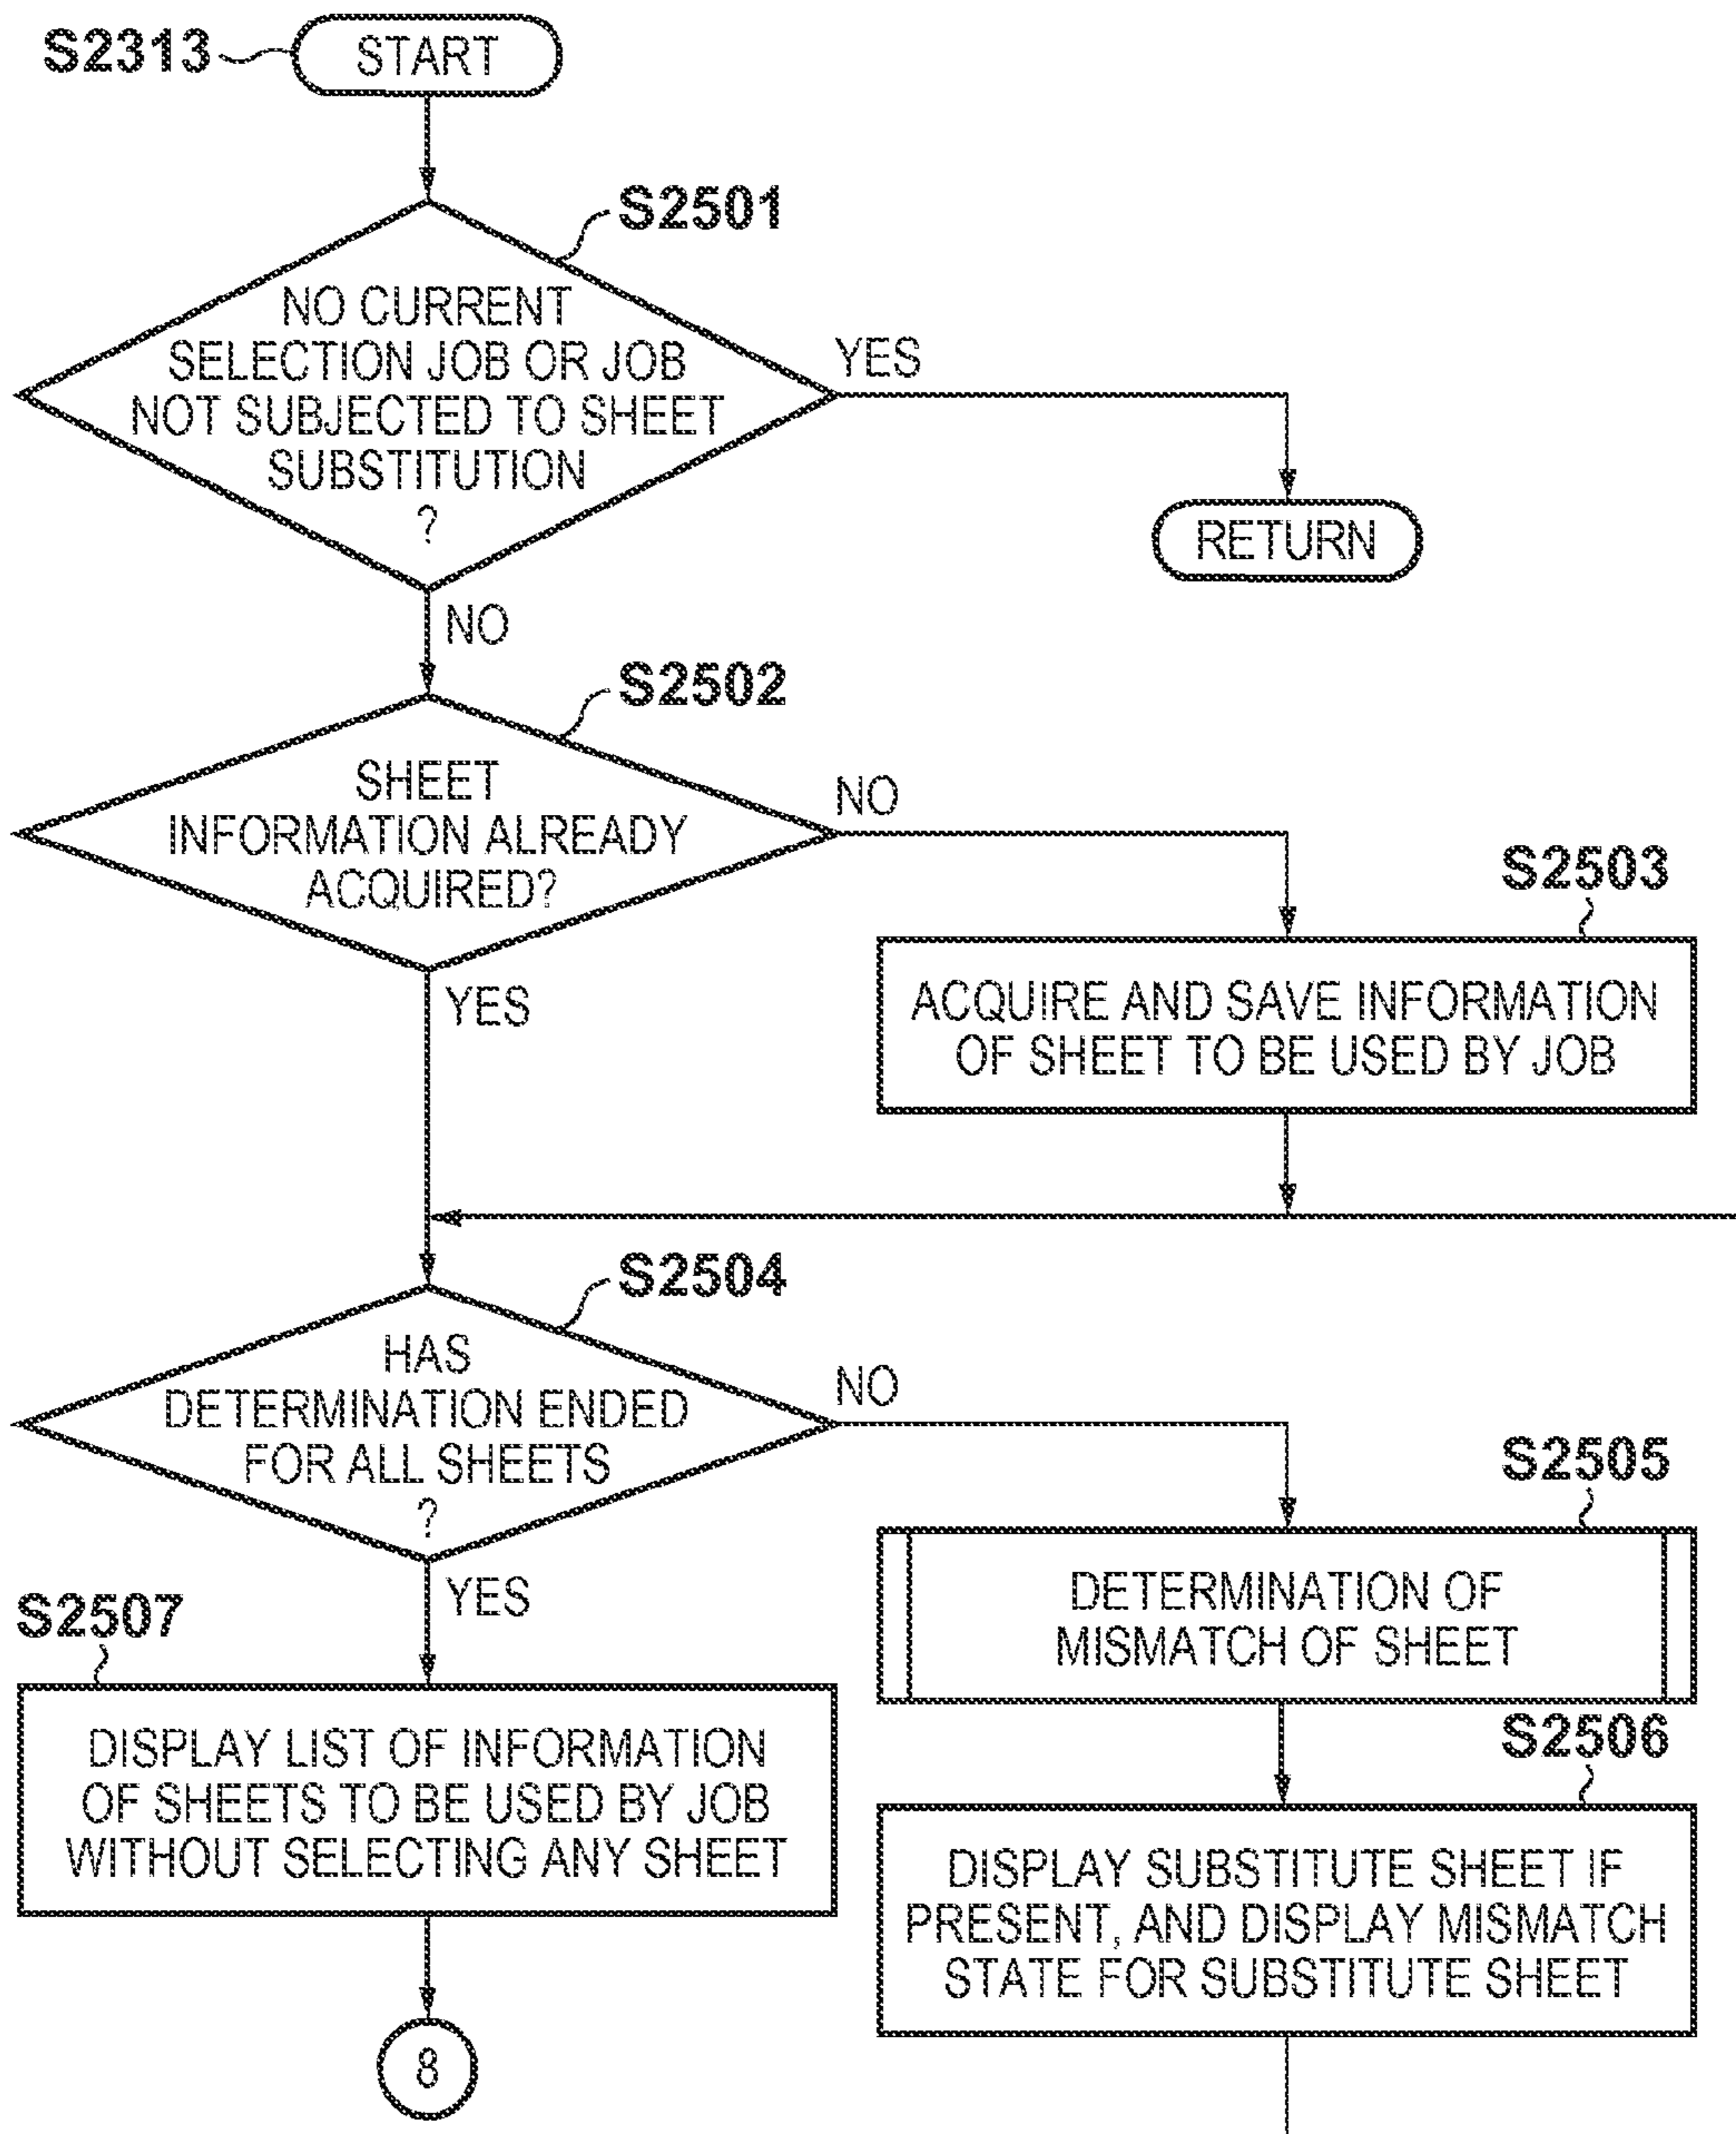 S2313
START
S2501
NO CURRENT
SELECTION JOB OR JOB
NOT SUBJECTED TO SHEET
SUBSTITUTION
?
YES
RETURN
NO
S2502
SHEET
INFORMATION ALREADY
ACQUIRED?
NO
S2503
ACQUIRE AND SAVE INFORMATION
OF SHEET TO BE USED BY JOB
YES
S2504
HAS
DETERMINATION ENDED
FOR ALL SHEETS
?
NO
S2505
DETERMINATION OF
MISMATCH OF SHEET
YES
S2507
DISPLAY LIST OF INFORMATION
OF SHEETS TO BE USED BY JOB
WITHOUT SELECTING ANY SHEET
S2506
DISPLAY SUBSTITUTE SHEET IF
PRESENT, AND DISPLAY MISMATCH
STATE FOR SUBSTITUTE SHEET
8